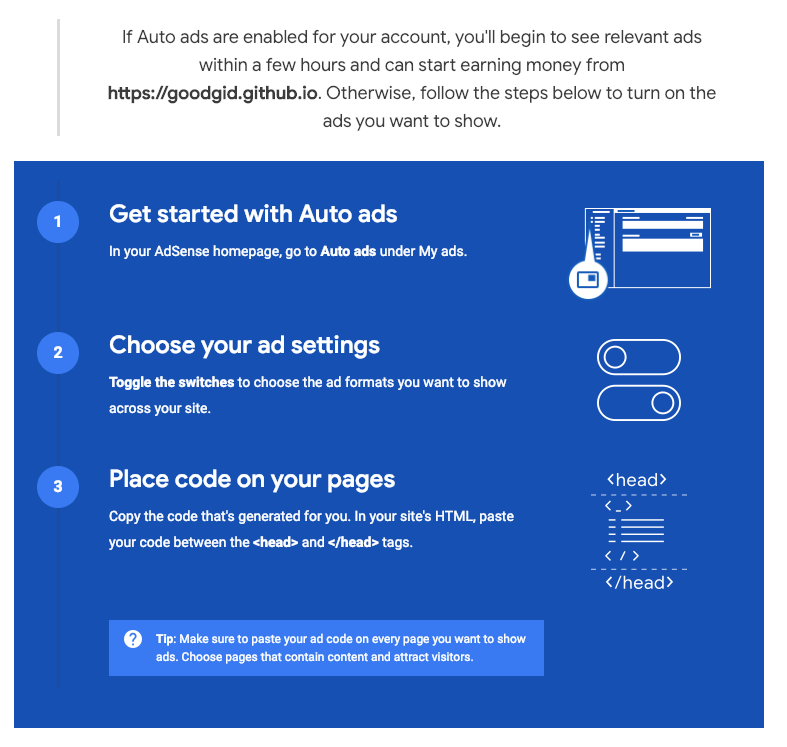 If Auto ads are enabled for your account, you'll begin to see relevant ads
within a few hours and can start earning money from
https://goodgid.github.io. Otherwise, follow the steps below to turn on the
ads you want to show.
1
Get started with Auto ads
In your AdSense homepage, go to Auto ads under My ads.
2
Choose your ad settings
Toggle the switches to choose the ad formats you want to show
across your site.
3
Place code on your pages
Copy the code that's generated for you. In your site's HTML, paste
your code between the <head> and </head> tags.
<head>
<_>
</>
</head>
?
Tip: Make sure to paste your ad code on every page you want to show
ads. Choose pages that contain content and attract visitors.